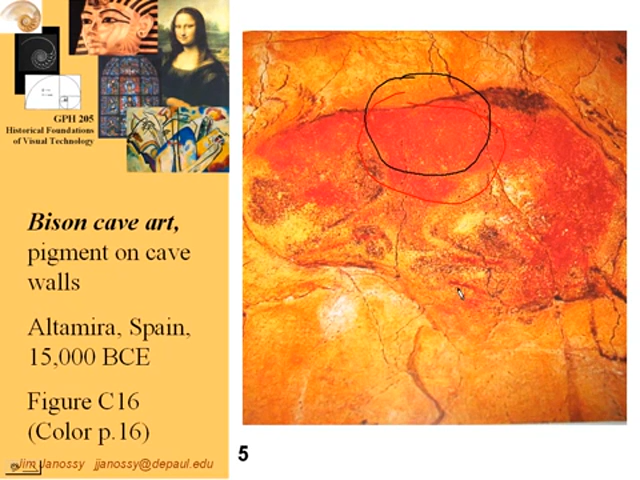 GPH 205
Historical Foundations
of Visual Technology
Bison cave art,
pigment on cave
walls
Altamira, Spain,
15,000 BCE
Figure C16
(Color p.16)
Jim Janossy jjanossy@depaul.edu
5